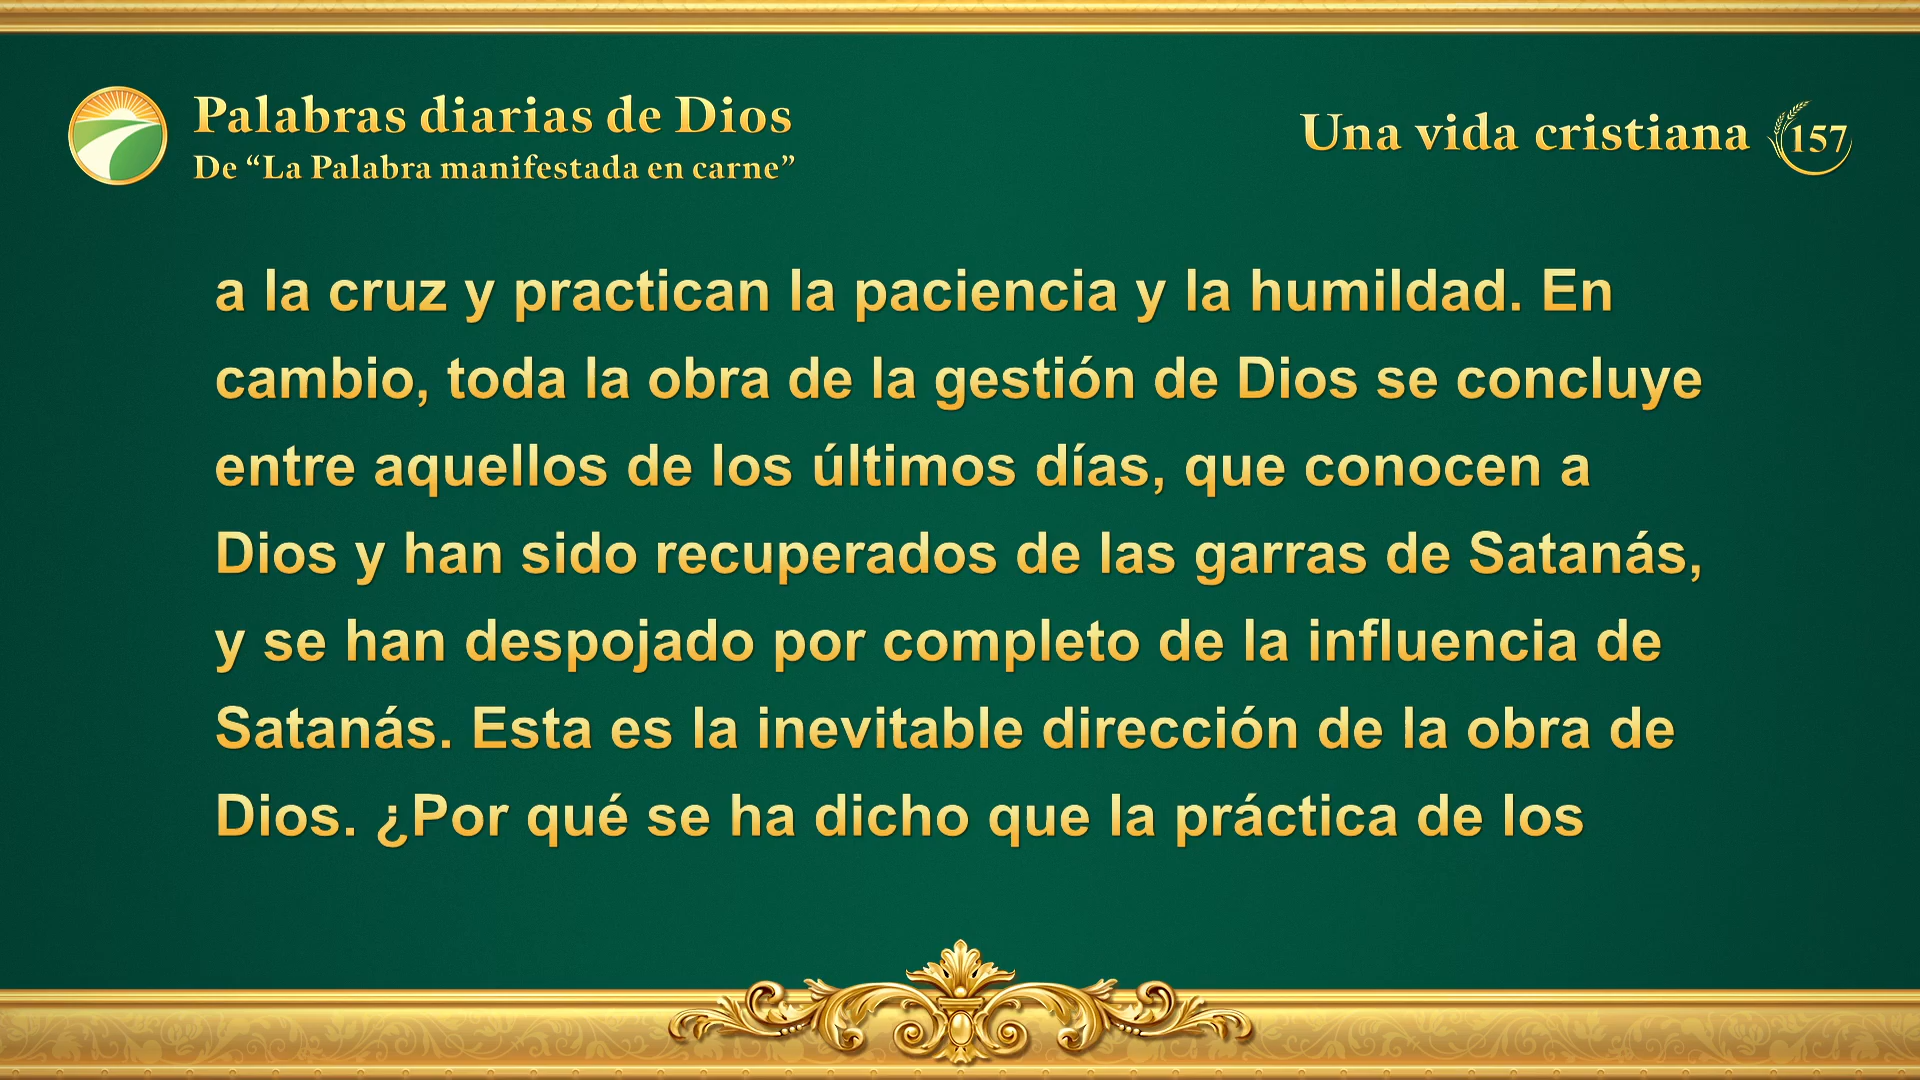 Palabras diarias de Dios
De “La Palabra manifestada en carne”
Una vida cristiana 157
a la cruz y practican la paciencia y la humildad. En
cambio, toda la obra de la gestión de Dios se concluye
entre aquellos de los últimos días, que conocen a
Dios y han sido recuperados de las garras de Satanás,
y se han despojado por completo de la influencia de
Satanás. Esta es la inevitable dirección de la obra de
Dios. ¿Por qué se ha dicho que la práctica de los